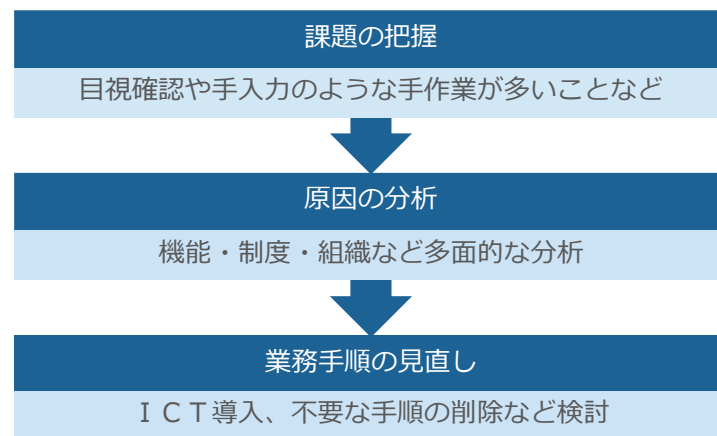 課題の把握
目視確認や手入力のような手作業が多いことなど
原因の分析
機能・制度・組織など多面的な分析
業務手順の見直し
ＩＣＴ導入、不要な手順の削除など検討